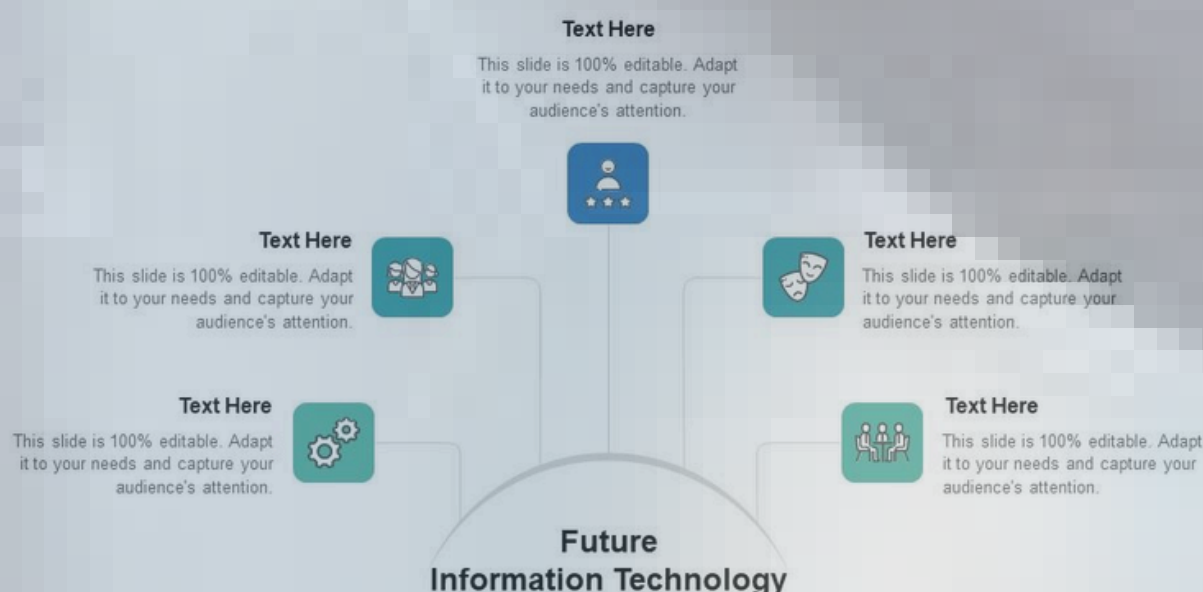 Text Here
This slide is 100% editable. Adapt
it to your needs and capture your
audience's attention.
Text Here
This slide is 100% editable. Adapt
it to your needs and capture your
audience's attention.
Text Here
This slide is 100% editable. Adapt
it to your needs and capture your
audience's attention.
Text Here
This slide is 100% editable. Adapt
it to your needs and capture your
audience's attention.
Text Here
This slide is 100% editable. Adapt
it to your needs and capture your
audience's attention.
Future
Information Technology